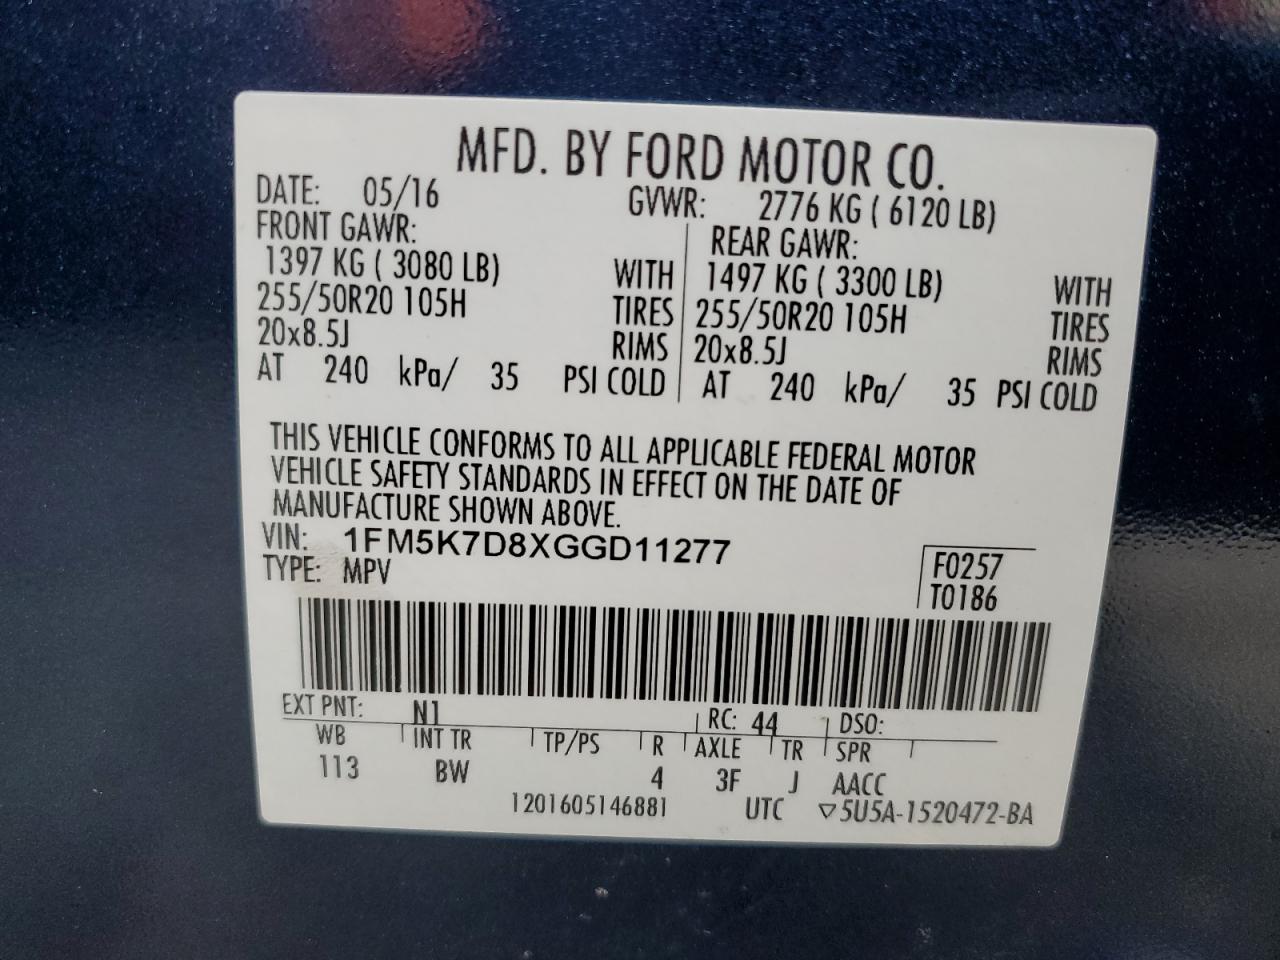 MFD. BY FORD MOTOR CO.
DATE: 05/16 GVWR: 2776 KG ( 6120 LB)
FRONT GAWR: REAR GAWR:
1397 KG ( 3080 LB) WITH 1497 KG ( 3300 LB) WITH
255/50R20 105H TIRES 255/50R20 105H TIRES
20x8.5J RIMS 20x8.5J RIMS
AT 240 kPa/ 35 PSI COLD AT 240 kPa/ 35 PSI COLD
THIS VEHICLE CONFORMS TO ALL APPLICABLE FEDERAL MOTOR
VEHICLE SAFETY STANDARDS IN EFFECT ON THE DATE OF
MANUFACTURE SHOWN ABOVE.
VIN: 1FM5K7D8XGGD11277
TYPE: MPV
F0257
T0186
EXT PNT: N1 RC: 44 DSO:
WB INT TR TP/PS R AXLE TR SPR
113 BW 4 3F J AACC
1201605146881 UTC ▽5U5A-1520472-BA